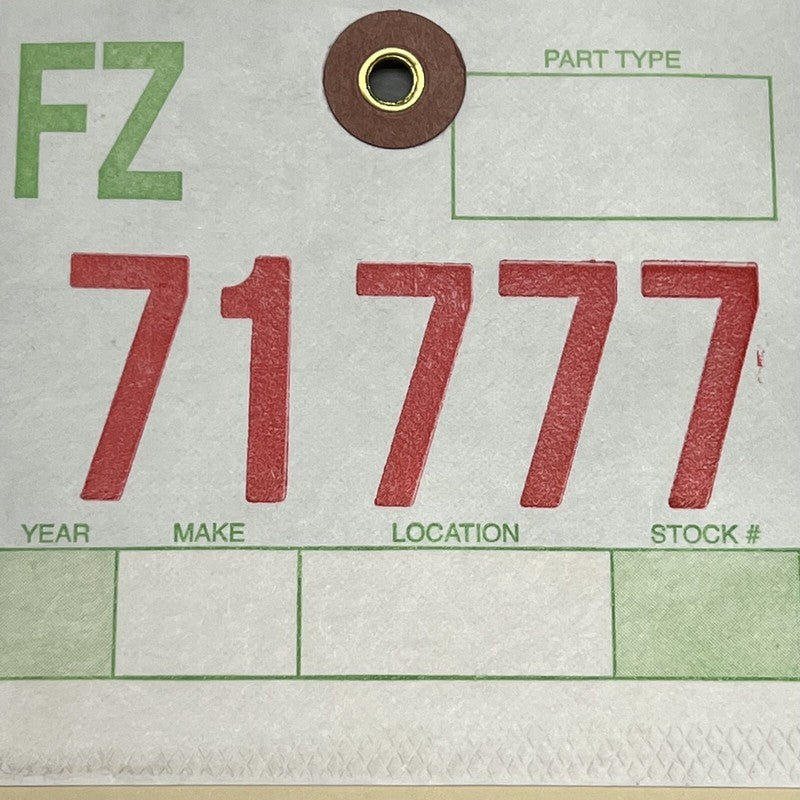 FZ
PART TYPE
71777
YEAR MAKE LOCATION STOCK #